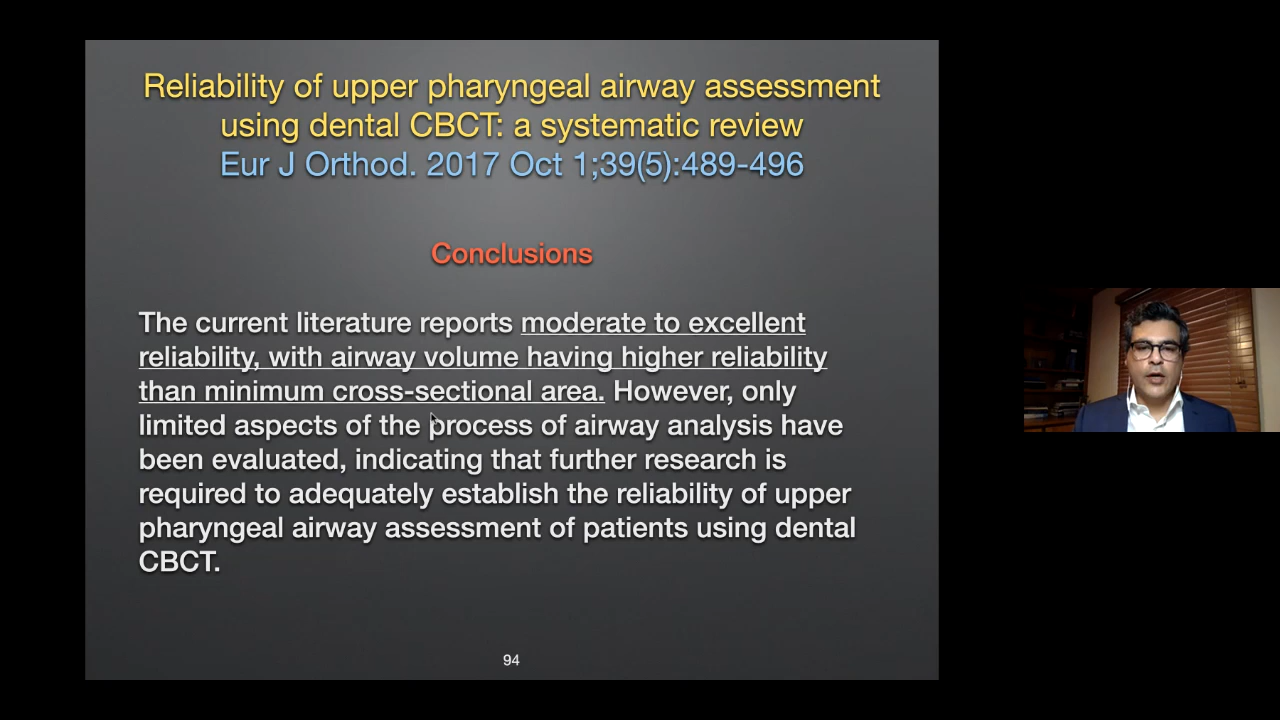 Reliability of upper pharyngeal airway assessment
using dental CBCT: a systematic review
Eur J Orthod. 2017 Oct 1;39(5):489-496
Conclusions
The current literature reports moderate to excellent
reliability, with airway volume having higher reliability
than minimum cross-sectional area. However, only
limited aspects of the process of airway analysis have
been evaluated, indicating that further research is
required to adequately establish the reliability of upper
pharyngeal airway assessment of patients using dental
CBCT.
94